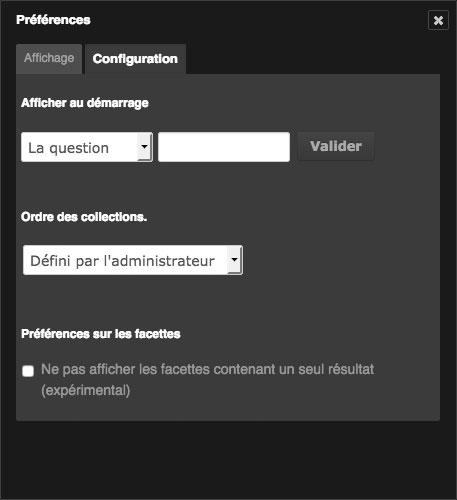 Préférences
Affichage
Configuration
Afficher au démarrage
La question
Valider
Ordre des collections.
Défini par l'administrateur
Préférences sur les facettes
Ne pas afficher les facettes contenant un seul résultat
(expérimental)